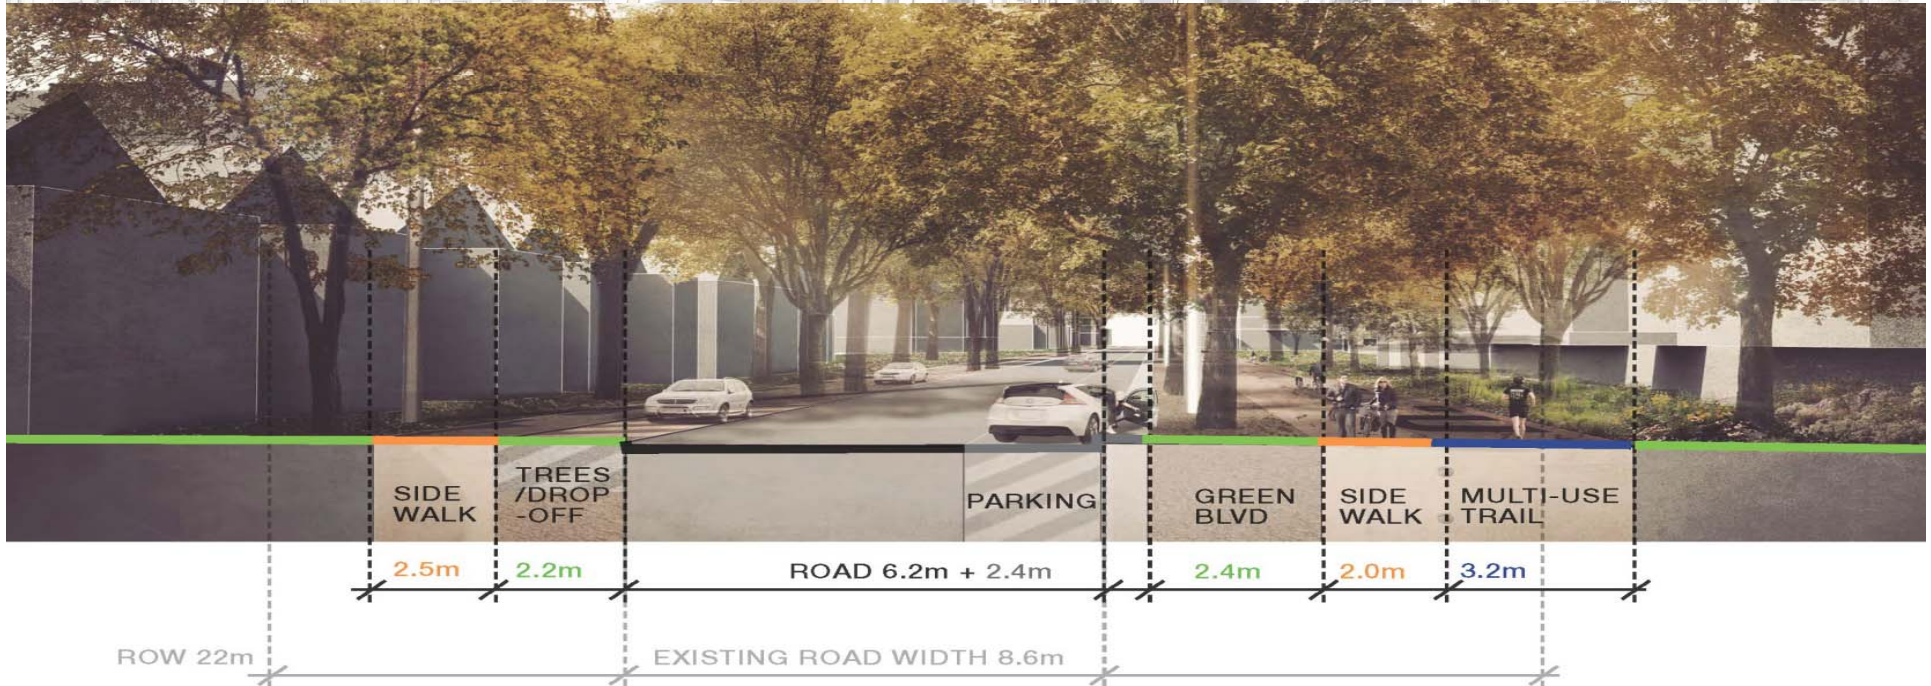 SIDE
WALK
TREES
/DROP
-OFF
PARKING
GREEN
BLVD
SIDE
WALK
MULTI-USE
TRAIL
2.5m
2.2m
ROAD 6.2m + 2.4m
2.4m
2.0m
3.2m
ROW 22m
EXISTING ROAD WIDTH 8.6m